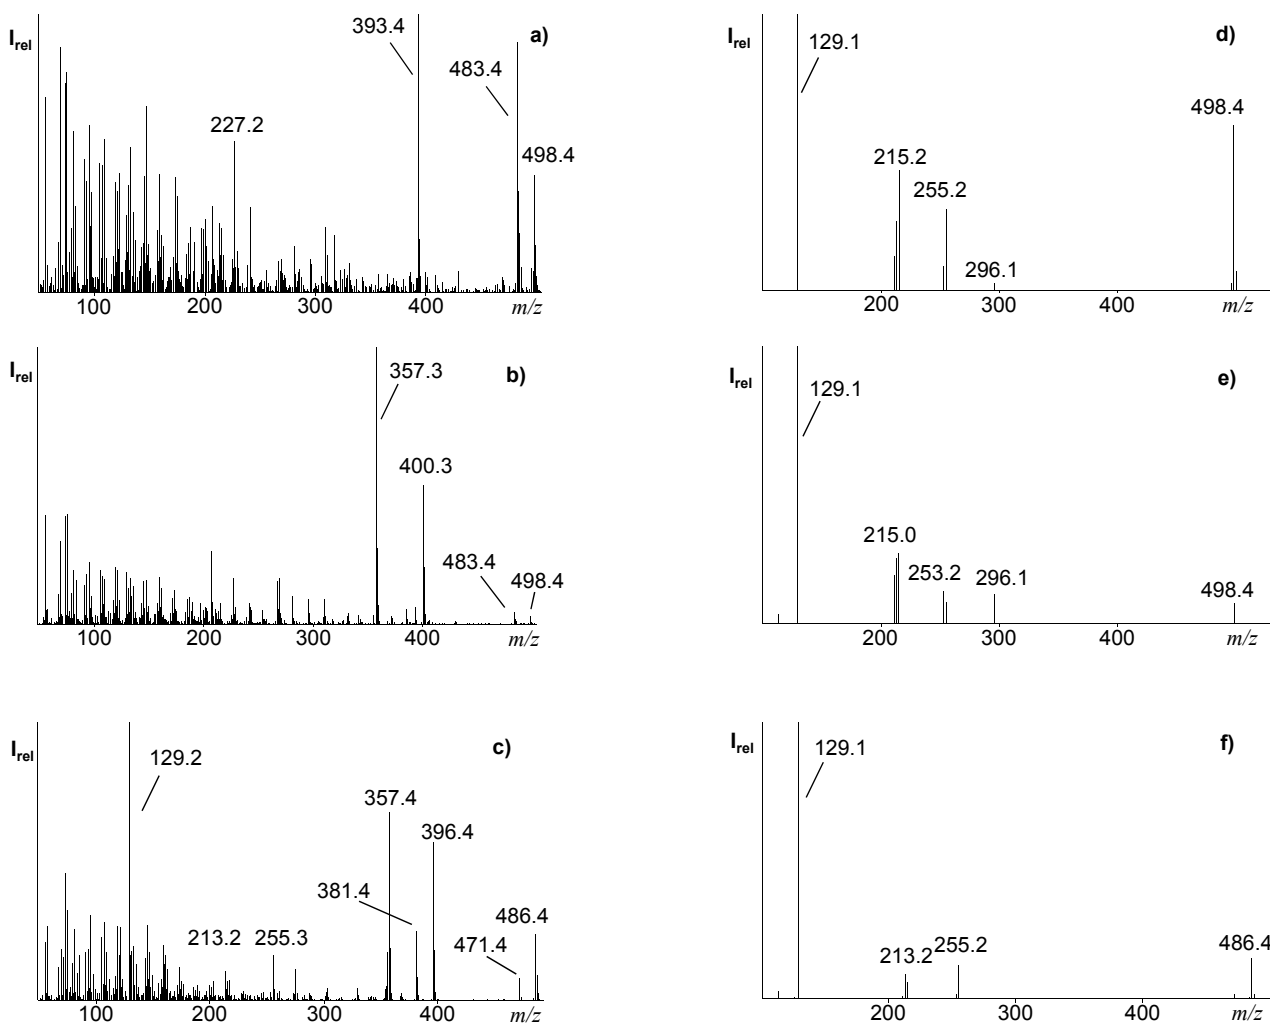 Irel
a)
393.4
483.4
227.2
498.4
100 200 300 400 m/z
Irel
d)
129.1
498.4
215.2
255.2
296.1
200 300 400 m/z
Irel
b)
357.3
400.3
483.4
498.4
100 200 300 400 m/z
Irel
e)
129.1
215.0
253.2
296.1
498.4
200 300 400 m/z
Irel
c)
129.2
357.4
396.4
381.4
486.4
213.2
255.3
471.4
100 200 300 400 m/z
Irel
f)
129.1
486.4
213.2
255.2
200 300 400 m/z